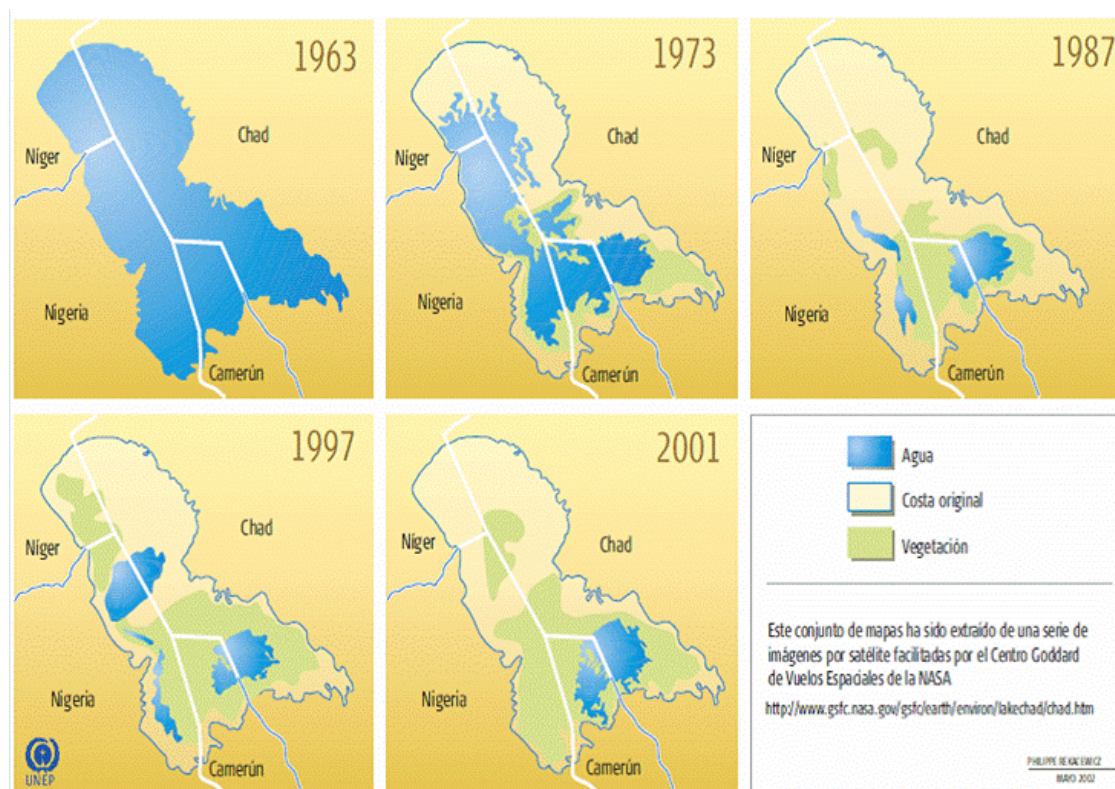 1963
Chad
Níger
Nigeria
Camerún
1973
Chad
Níger
Nigeria
Camerún
1987
Chad
Níger
Nigeria
Camerún
1997
Chad
Níger
Nigeria
Camerún
UNEP
2001
Chad
Níger
Nigeria
Camerún
Agua
Costa original
Vegetación
Este conjunto de mapas ha sido extraído de una serie de
imágenes por satélite facilitadas por el Centro Goddard
de Vuelos Espaciales de la NASA
http://www.gsfc.nasa.gov/gsfc/earth/environ/lakechad/chad.htm
PHILIPPE REKACEWICZ
MAYO 2002